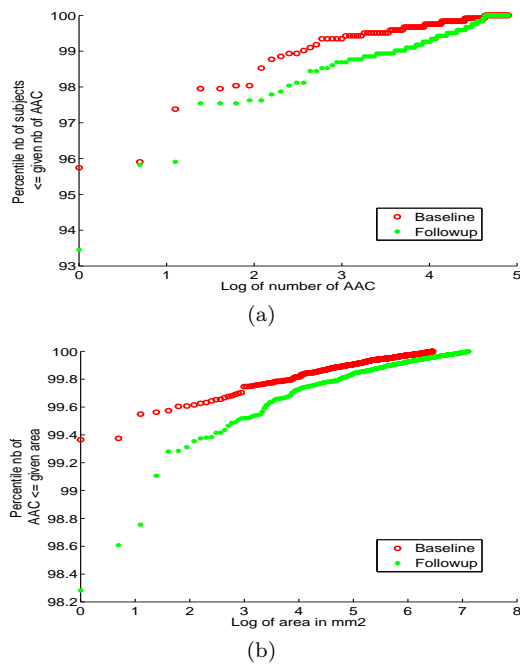 100
99
98
97
96
95
94
93
Percentile nb of subjects
<= given nb of AAC
Baseline
Followup
0 1 2 3 4 5
Log of number of AAC
(a)
100
99.8
99.6
99.4
99.2
99
98.8
98.6
98.4
98.2
Percentile nb of
AAC <= given area
Baseline
Followup
0 1 2 3 4 5 6 7 8
Log of area in mm2
(b)